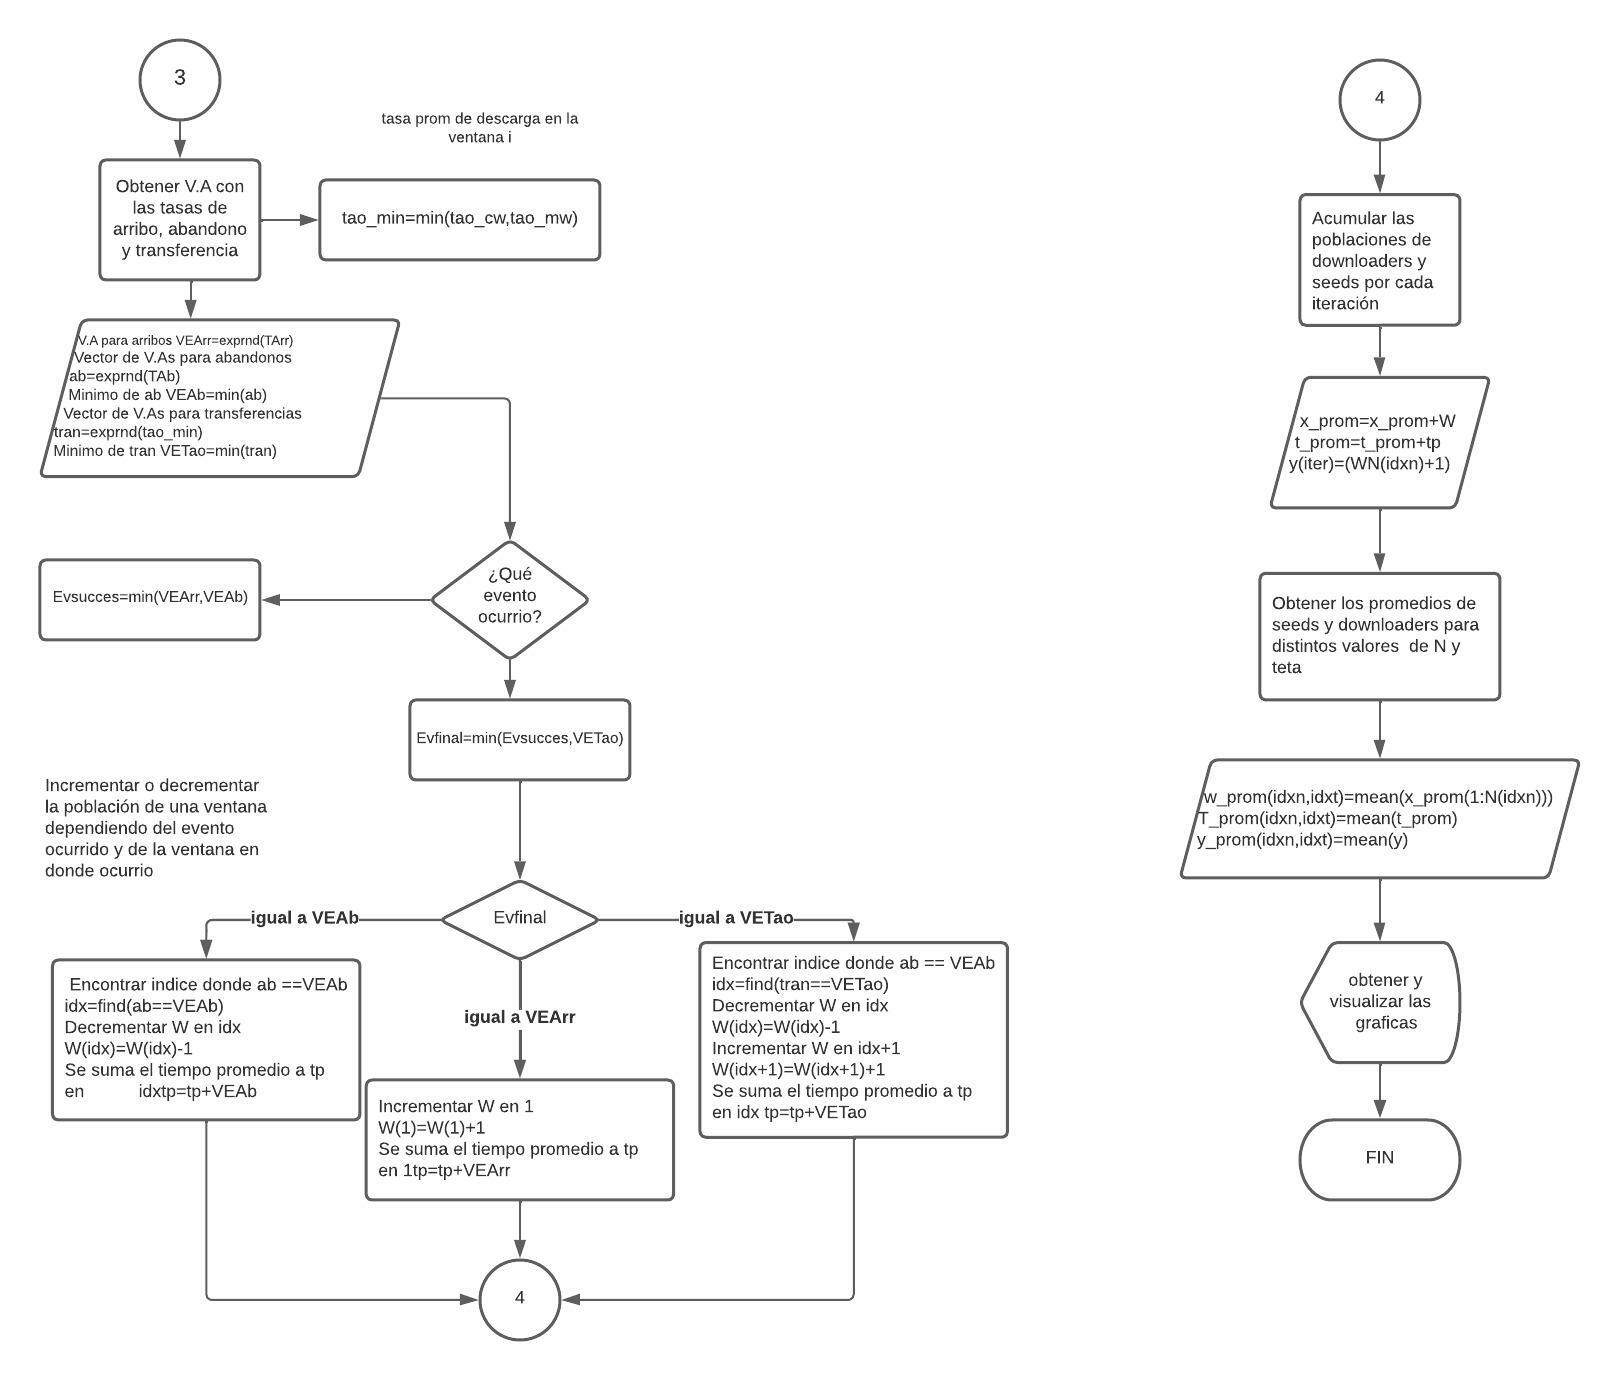 3
tasa prom de descarga en la
ventana i
Obtener V.A con
las tasas de
arribo, abandono
y transferencia
tao_min=min(tao_cw,tao_mw)
V.A para arribos VEArr=exprnd(TArr)
Vector de V.As para abandonos
ab=exprnd(TAb)
Minimo de ab VEAb=min(ab)
Vector de V.As para transferencias
tran=exprnd(tao_min)
Minimo de tran VETao=min(tran)
¿Qué
evento
ocurrio?
Evsucces=min(VEArr,VEAb)
Evfinal=min(Evsucces,VETao)
Incrementar o decrementar
la población de una ventana
dependiendo del evento
ocurrido y de la ventana en
donde ocurrio
Evfinal
igual a VEAb
igual a VETao
igual a VEArr
Encontrar indice donde ab ==VEAb
idx=find(ab==VEAb)
Decrementar W en idx
W(idx)=W(idx)-1
Se suma el tiempo promedio a tp
en idxtp=tp+VEAb
Incrementar W en 1
W(1)=W(1)+1
Se suma el tiempo promedio a tp
en 1tp=tp+VEArr
Encontrar indice donde ab == VEAb
idx=find(tran==VETao)
Decrementar W en idx
W(idx)=W(idx)-1
Incrementar W en idx+1
W(idx+1)=W(idx+1)+1
Se suma el tiempo promedio a tp
en idx tp=tp+VETao
4
4
Acumular las
poblaciones de
downloaders y
seeds por cada
iteración
x_prom=x_prom+W
t_prom=t_prom+tp
y(iter)=(WN(idxn)+1)
Obtener los promedios de
seeds y downloaders para
distintos valores  de N y
teta
w_prom(idxn,idxt)=mean(x_prom(1:N(idxn)))
T_prom(idxn,idxt)=mean(t_prom)
y_prom(idxn,idxt)=mean(y)
obtener y
visualizar las
graficas
FIN